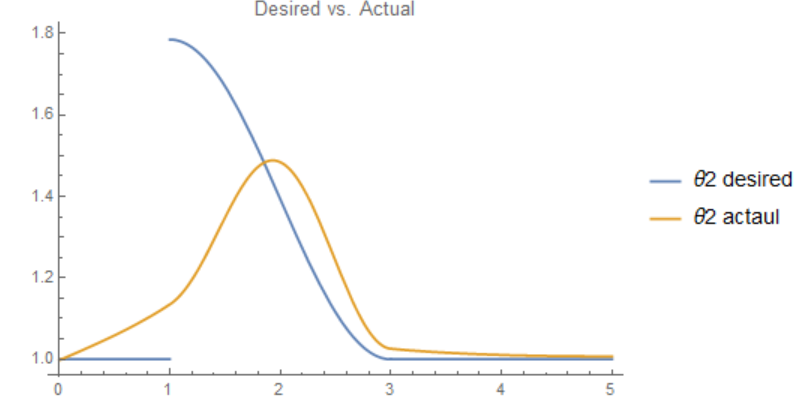 Desired vs. Actual
1.8
1.6
1.4
1.2
1.0
0 1 2 3 4 5
θ2 desired
θ2 actaul